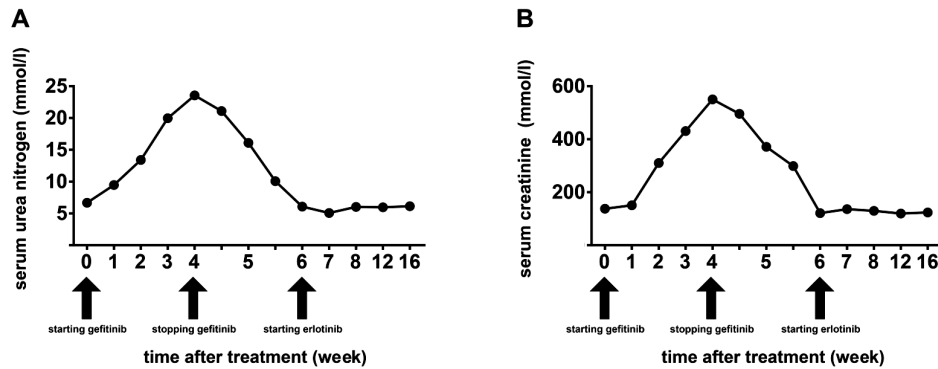 A
serum urea nitrogen (mmol/l)
25
20
15
10
5
0 1 2 3 4 5 6 7 8 12 16
starting gefitinib stopping gefitinib starting erlotinib
time after treatment (week)
B
serum creatinine (mmol/l)
600
400
200
0 1 2 3 4 5 6 7 8 12 16
starting gefitinib stopping gefitinib starting erlotinib
time after treatment (week)